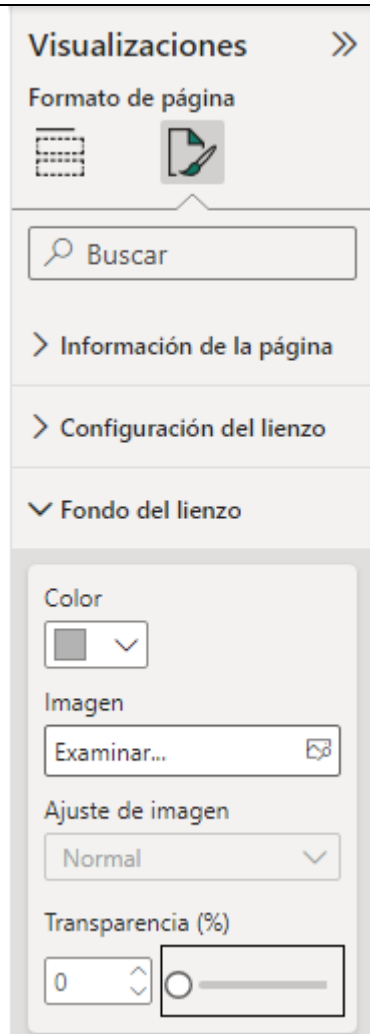 Visualizaciones
Formato de página
Buscar
Información de la página
Configuración del lienzo
Fondo del lienzo
Color
Imagen
Examinar...
Ajuste de imagen
Normal
Transparencia (%)
0